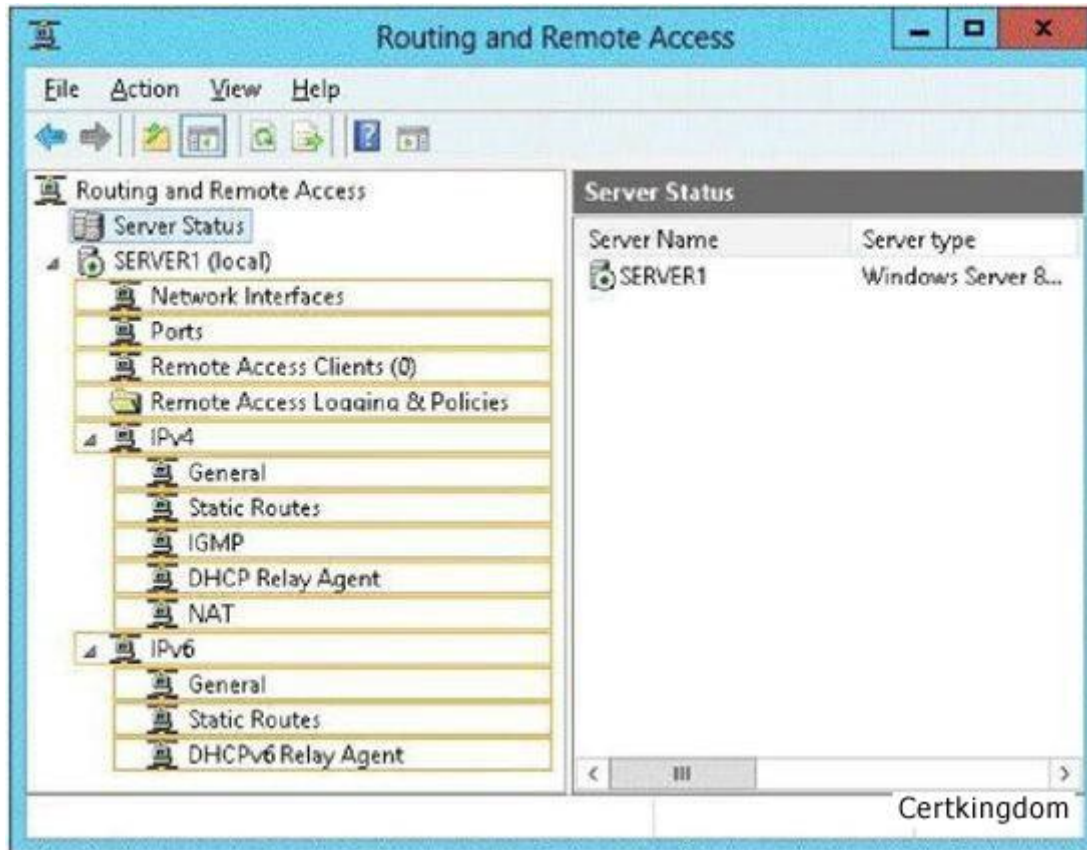 Routing and Remote Access
File Action View Help
Routing and Remote Access
Server Status
SERVER1 (local)
Network Interfaces
Ports
Remote Access Clients (0)
Remote Access Logging & Policies
IPv4
General
Static Routes
IGMP
DHCP Relay Agent
NAT
IPv6
General
Static Routes
DHCPv6 Relay Agent
Server Status
Server Name Server type
SERVER1 Windows Server 8...
Certkingdom